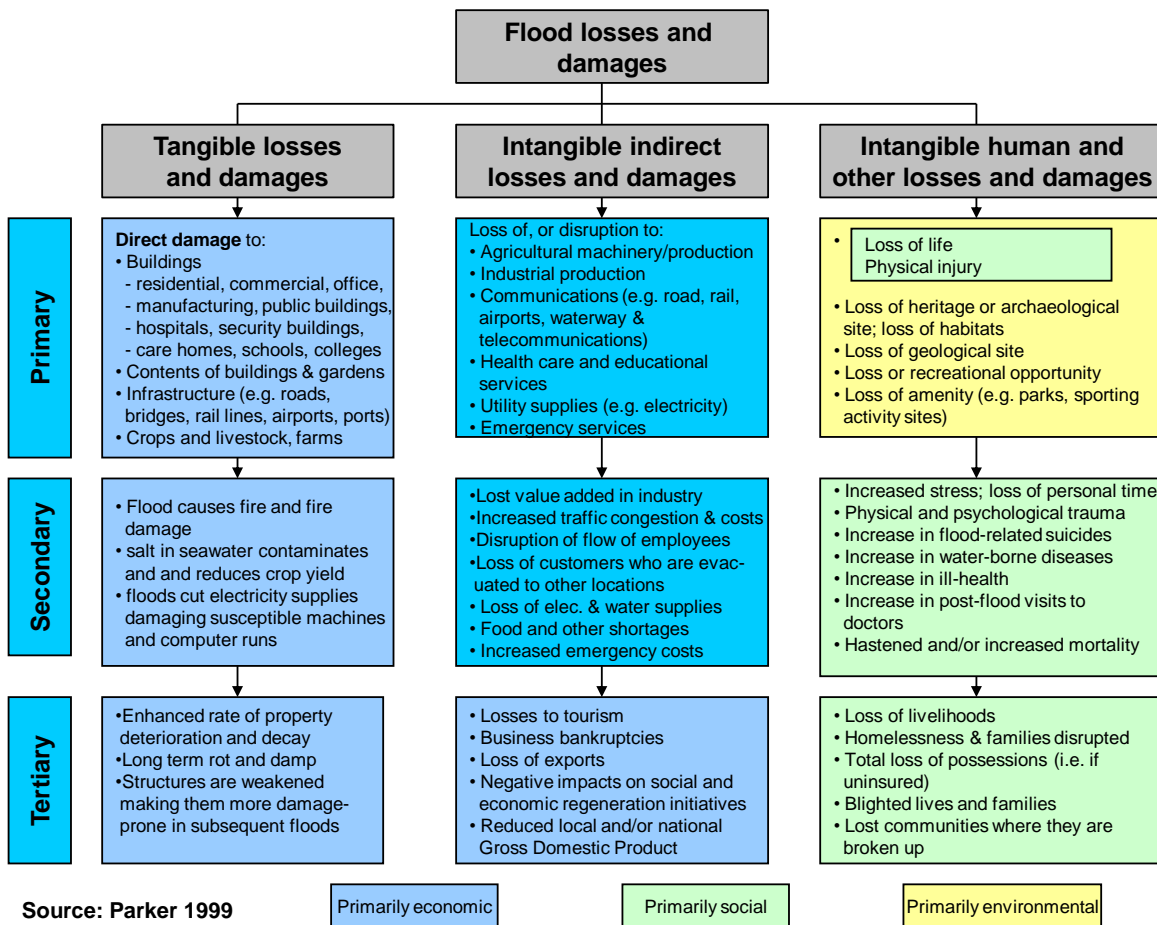 Flood losses and
damages
Tangible losses
and damages
Intangible indirect
losses and damages
Intangible human and
other losses and damages
Primary
Direct damage to:
• Buildings
- residential, commercial, office,
- manufacturing, public buildings,
- hospitals, security buildings,
- care homes, schools, colleges
• Contents of buildings & gardens
• Infrastructure (e.g. roads,
bridges, rail lines, airports, ports)
• Crops and livestock, farms
Loss of, or disruption to:
• Agricultural machinery/production
• Industrial production
• Communications (e.g. road, rail,
airports, waterway &
telecommunications)
• Health care and educational
services
• Utility supplies (e.g. electricity)
• Emergency services
•
Loss of life
Physical injury
• Loss of heritage or archaeological
site; loss of habitats
• Loss of geological site
• Loss or recreational opportunity
• Loss of amenity (e.g. parks, sporting
activity sites)
Secondary
• Flood causes fire and fire
damage
• salt in seawater contaminates
and and reduces crop yield
• floods cut electricity supplies
damaging susceptible machines
and computer runs
•Lost value added in industry
•Increased traffic congestion & costs
•Disruption of flow of employees
•Loss of customers who are evac-
uated to other locations
• Loss of elec. & water supplies
• Food and other shortages
• Increased emergency costs
• Increased stress; loss of personal time
• Physical and psychological trauma
• Increase in flood-related suicides
• Increase in water-borne diseases
• Increase in ill-health
• Increase in post-flood visits to
doctors
• Hastened and/or increased mortality
Tertiary
•Enhanced rate of property
deterioration and decay
•Long term rot and damp
•Structures are weakened
making them more damage-
prone in subsequent floods
• Losses to tourism
• Business bankruptcies
• Loss of exports
• Negative impacts on social and
economic regeneration initiatives
• Reduced local and/or national
Gross Domestic Product
• Loss of livelihoods
• Homelessness & families disrupted
• Total loss of possessions (i.e. if
uninsured)
• Blighted lives and families
• Lost communities where they are
broken up
Source: Parker 1999
Primarily economic
Primarily social
Primarily environmental